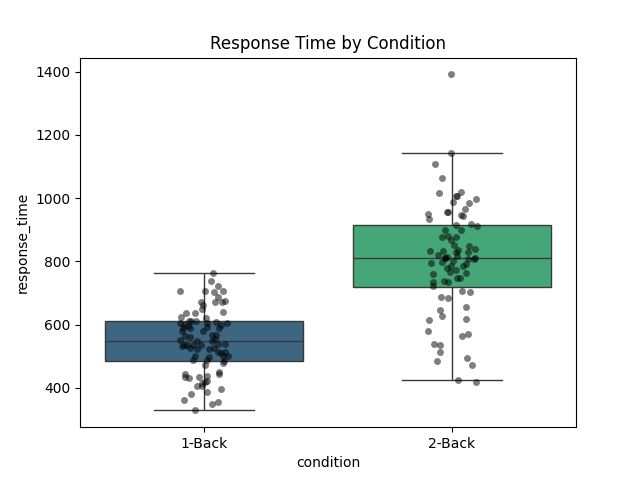 Response Time by Condition
1400
1200
1000
800
600
400
response_time
1-Back
2-Back
condition